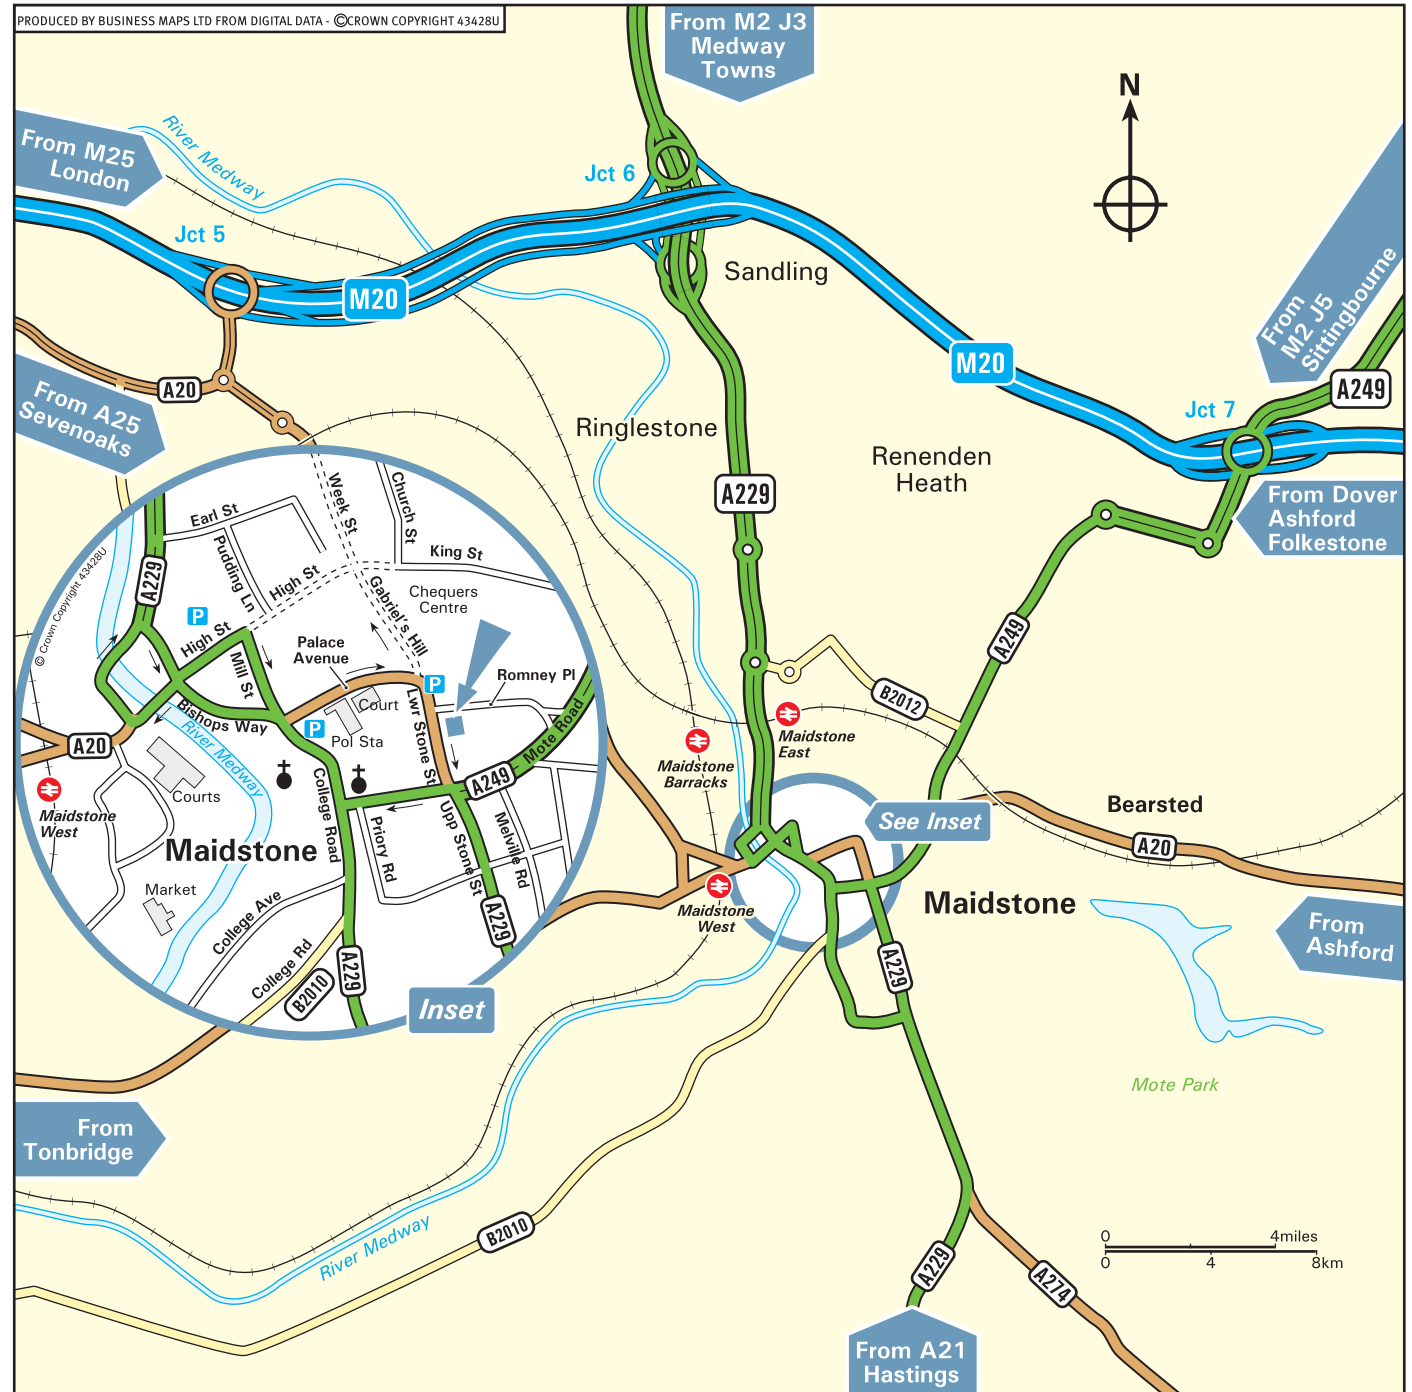 PRODUCED BY BUSINESS MAPS LTD FROM DIGITAL DATA - ©CROWN COPYRIGHT 43428U
From M2 J3
Medway
Towns
N
From M25
London
River Medway
Jct 6
Jct 5
M20
Sandling
From
M2 J5
Sittingbourne
M20
A249
A20
Jct 7
From A25
Sevenoaks
Ringlestone
Renenden
Heath
A229
From Dover
Ashford
Folkestone
A249
B2012
Maidstone
East
Maidstone
Barracks
See Inset
Bearsted
A20
Maidstone
West
Maidstone
From
Ashford
A229
Mote Park
From
Tonbridge
B2010
River Medway
0 4miles
0 4 8km
A229
A274
From A21
Hastings
Inset
© Crown Copyright 43428U
Earl St
Week St
Church St
King St
Pudding Ln
High St
A229
P
Gabriel's Hill
Chequers
Centre
High St
Mill St
Palace
Avenue
Romney Pl
P
Court
Pol Sta
P
Bishops Way
River Medway
Lwr Stone St
Mote Road
A249
A20
Maidstone
West
Courts
College Road
Priory Rd
Upp Stone St
Melville Rd
Maidstone
Market
College Ave
College Rd
B2010
A229
A229